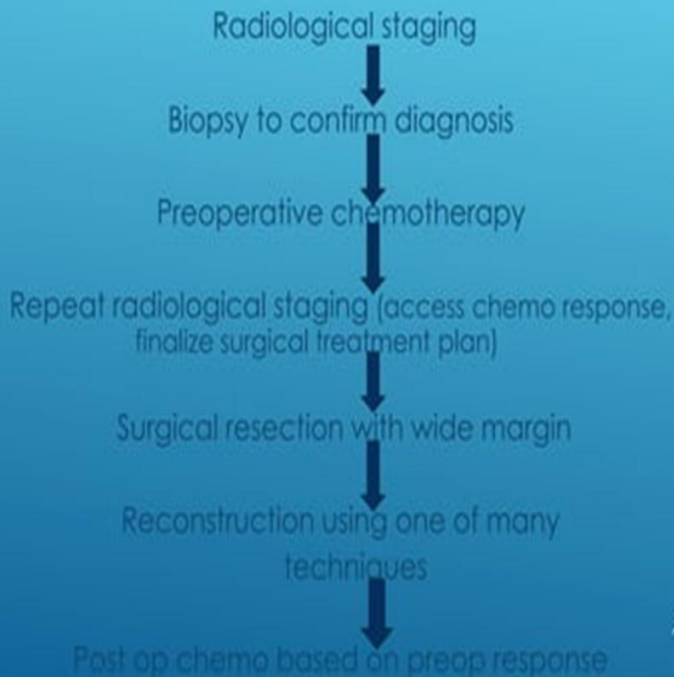 Radiological staging
Biopsy to confirm diagnosis
Preoperative chemotherapy
Repeat radiological staging (access chemo response,
finalize surgical treatment plan)
Surgical resection with wide margin
Reconstruction using one of many
techniques
Post op chemo based on preop response